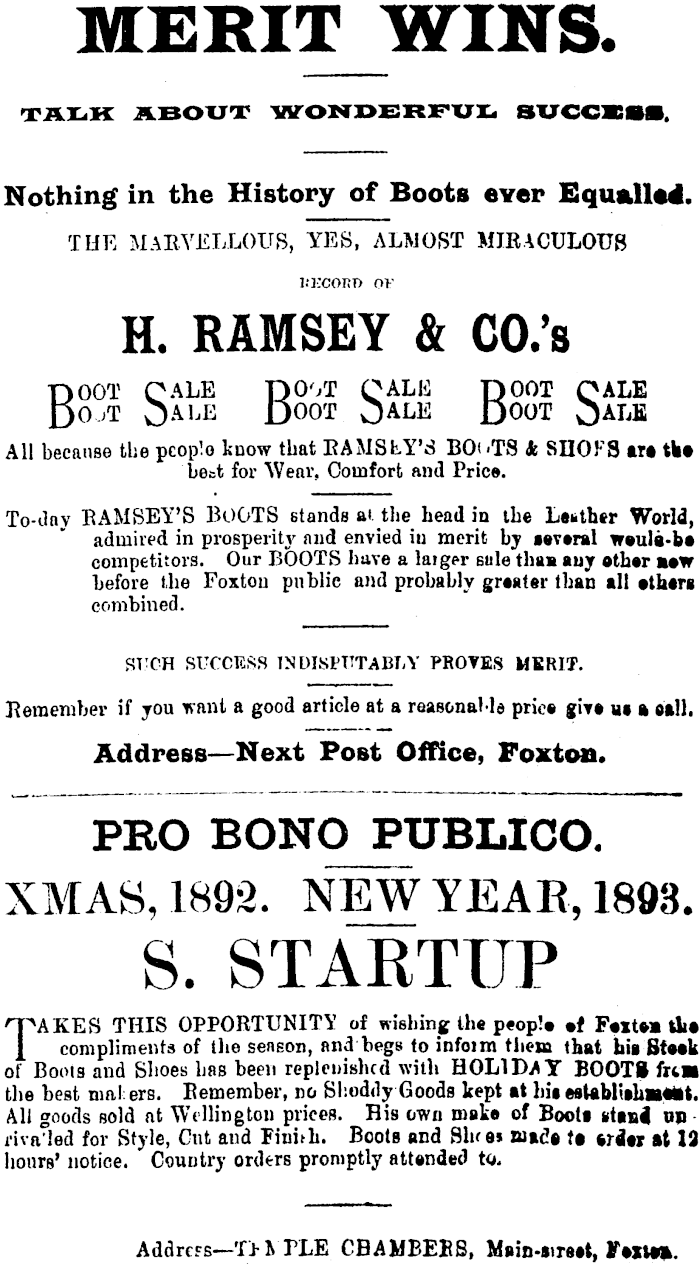 MERIT WINS.
TALK ABOUT WONDERFUL SUCCESS.
Nothing in the History of Boots ever Equalled.
THE MARVELLOUS, YES, ALMOST MIRACULOUS
RECORD OF
H. RAMSEY & CO.'s
BOOT SALE BOOT SALE BOOT SALE
BOOT SALE BOOT SALE BOOT SALE
All because the people know that RAMSEY'S BOOTS & SHOES are the
best for Wear, Comfort and Price.
To-day RAMSEY'S BOOTS stands at the head in the Leather World,
admired in prosperity and envied in merit by several would-be
competitors. Our BOOTS have a larger sale than any other now
before the Foxton public and probably greater than all others
combined.
SUCH SUCCESS INDISPUTABLY PROVES MERIT.
Remember if you want a good article at a reasonable price give us a call.
Address—Next Post Office, Foxton.
PRO BONO PUBLICO.
XMAS, 1892. NEW YEAR, 1893.
S. STARTUP
TAKES THIS OPPORTUNITY of wishing the people of Foxton the
compliments of the season, and begs to inform them that his Stock
of Boots and Shoes has been replenished with HOLIDAY BOOTS from
the best makers. Remember, no Shoddy Goods kept at his establishment.
All goods sold at Wellington prices. His own make of Boots stand un-
rivalled for Style, Cut and Finish. Boots and Shoes made to order at 12
hours' notice. Country orders promptly attended to.
Address—TEMPLE CHAMBERS, Main-street, Foxton.